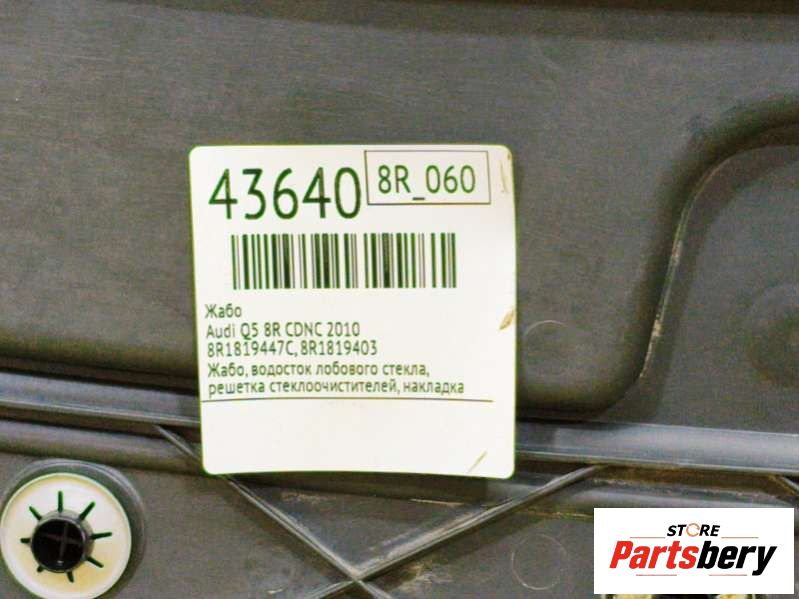 43640
8R_060
Жабо
Audi Q5 8R CDNC 2010
8R1819447C, 8R1819403
Жабо, водосток лобового стекла,
решетка стеклоочистителей, накладка
STORE
Partsbery